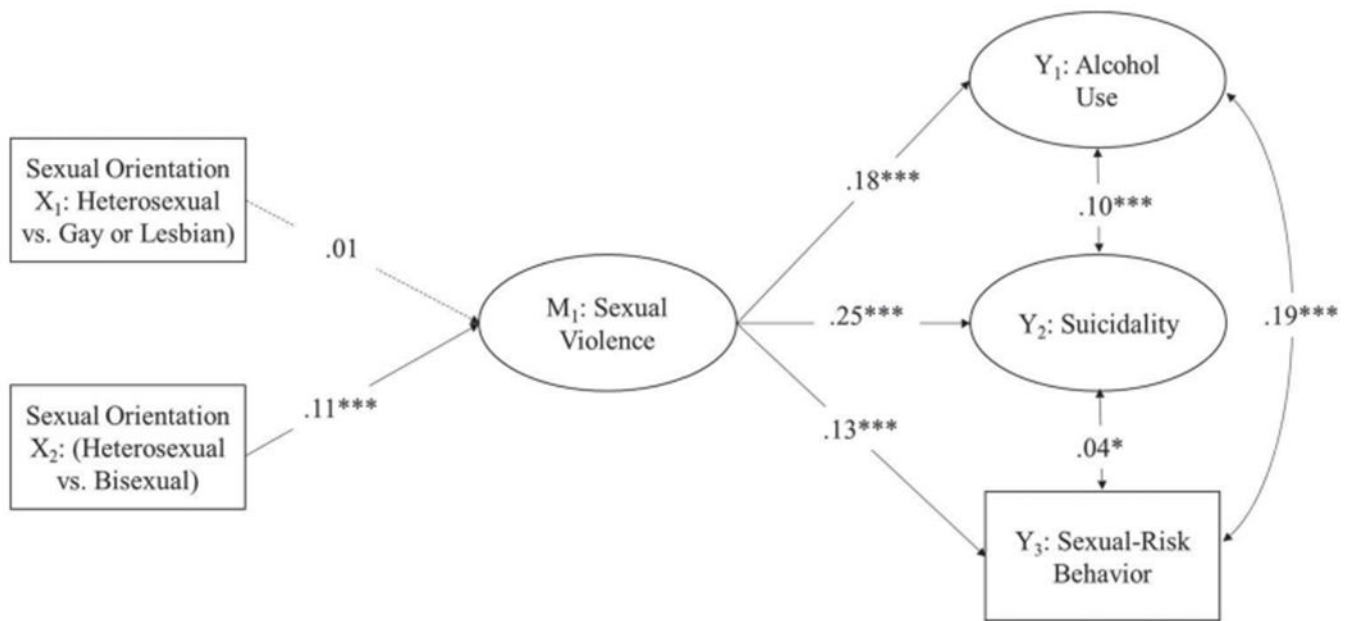 Y₁: Alcohol
Use
Sexual Orientation
X₁: Heterosexual
vs. Gay or Lesbian)
.18***
.10***
.01
M₁: Sexual
Violence
.25***
Y₂: Suicidality
.19***
Sexual Orientation
X₂: (Heterosexual
vs. Bisexual)
.11***
.13***
.04*
Y₃: Sexual-Risk
Behavior